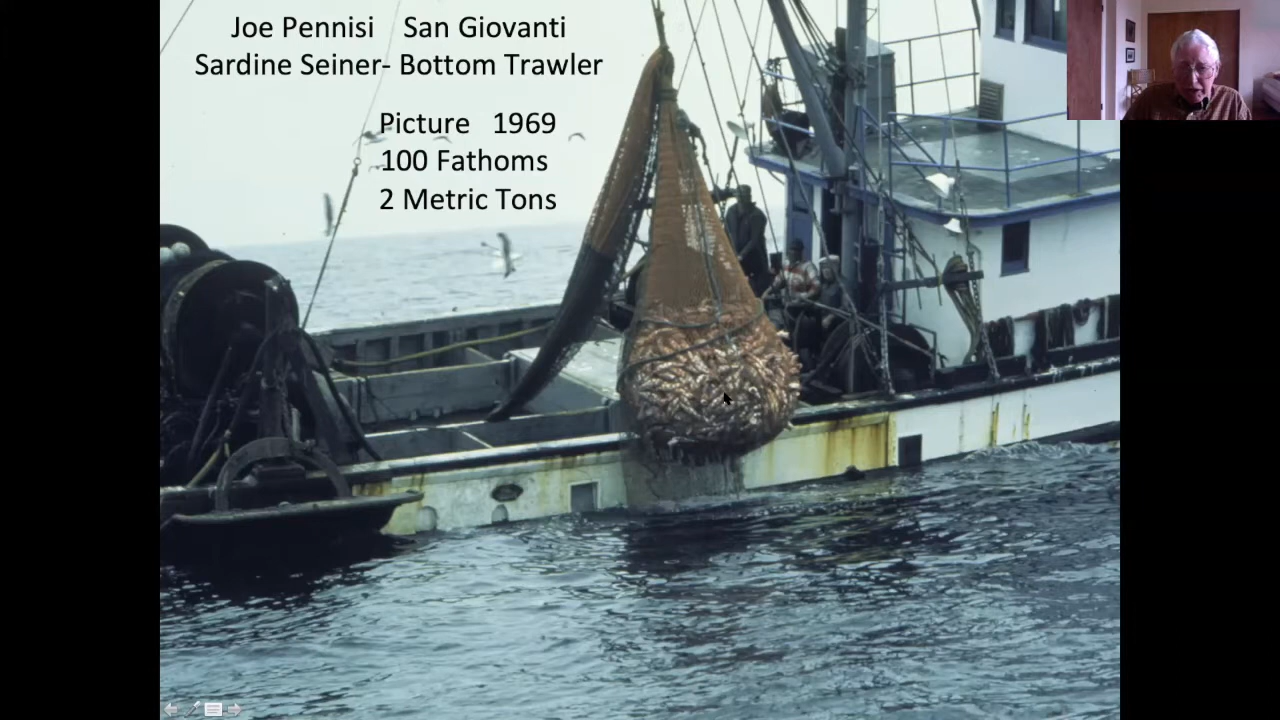 Joe Pennisi San Giovanti
Sardine Seiner- Bottom Trawler
Picture 1969
100 Fathoms
2 Metric Tons